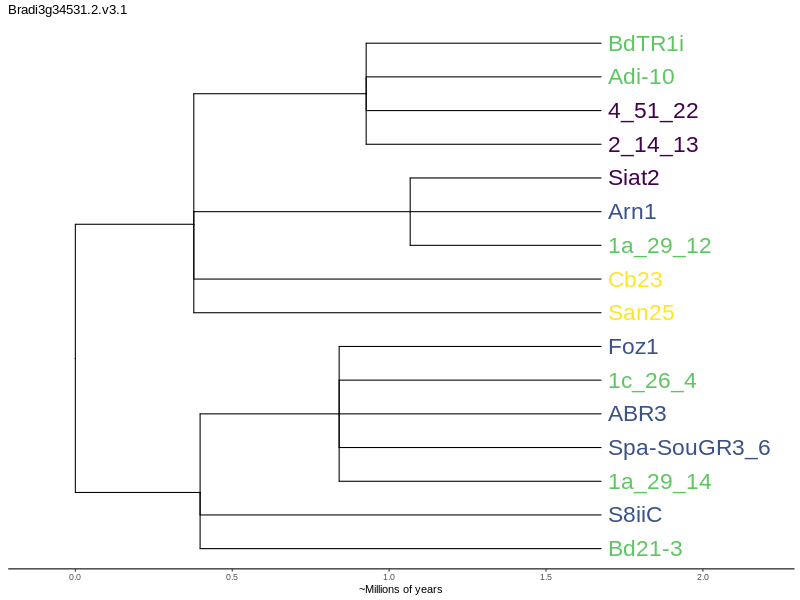 Bradi3g34531.2.v3.1
BdTR1i
Adi-10
4_51_22
2_14_13
Siat2
Arn1
1a_29_12
Cb23
San25
Foz1
1c_26_4
ABR3
Spa-SouGR3_6
1a_29_14
S8iiC
Bd21-3
0.0 0.5 1.0 1.5 2.0
~Millions of years